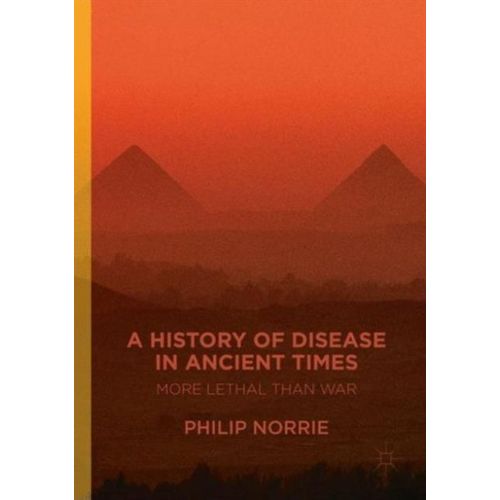 A HISTORY OF DISEASE
IN ANCIENT TIMES
MORE LETHAL THAN WAR
PHILIP NORRIE